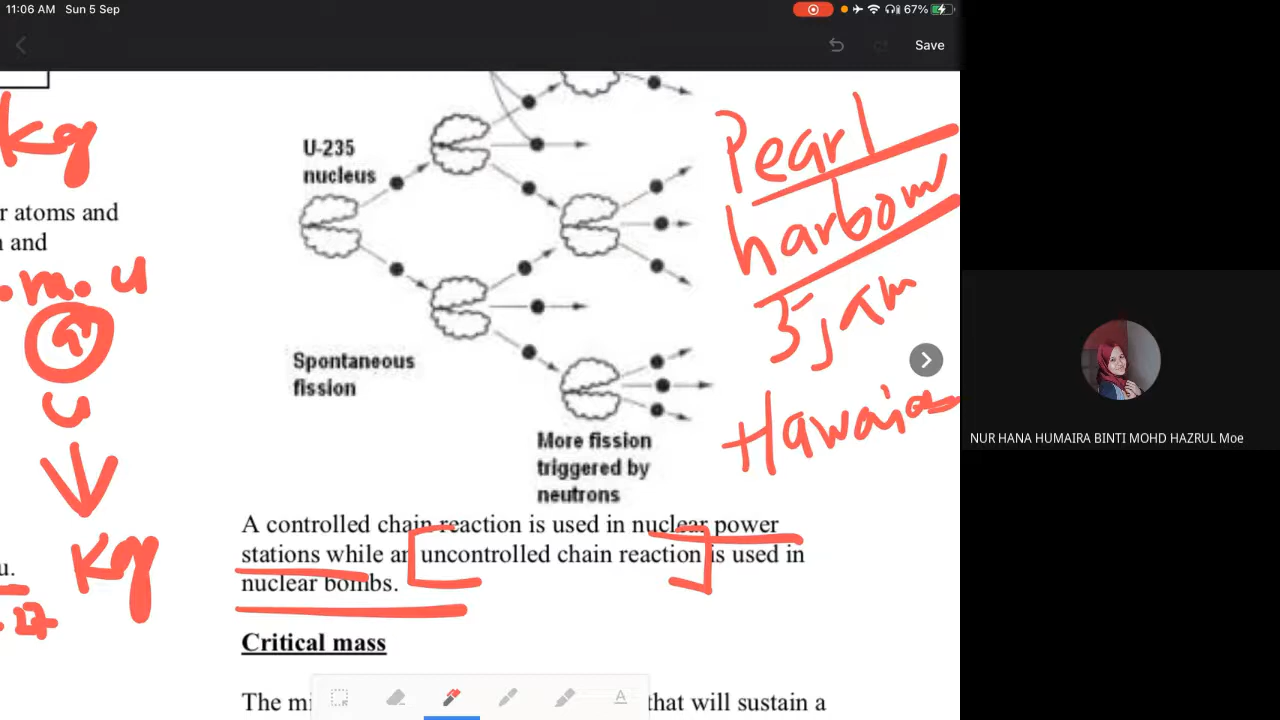 11:06 AM Sun 5 Sep
67%
Save
kg
U-235
nucleus
Pearl
harbour
r atoms and
n and
.m.u
3 jam
Spontaneous
fission
Hawaii
u
More fission
triggered by
neutrons
A controlled chain reaction is used in nuclear power
stations while an uncontrolled chain reaction is used in
nuclear bombs.
kg
u.
Critical mass
The mi
that will sustain a
A
NUR HANA HUMAIRA BINTI MOHD HAZRUL Moe